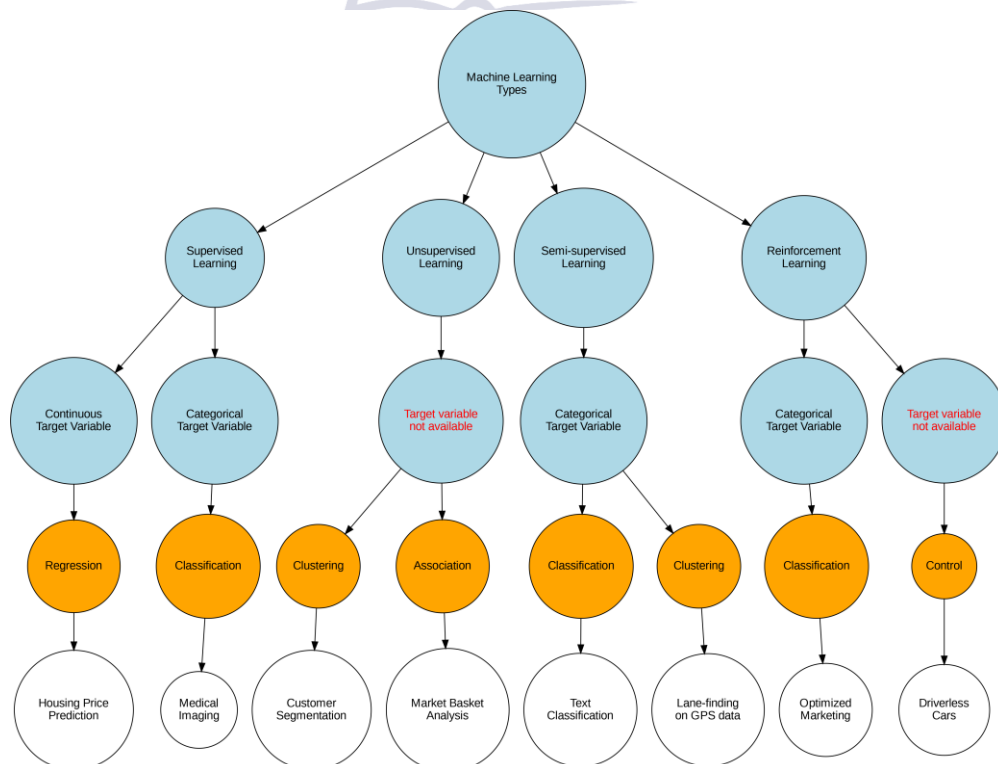 Machine Learning
Types
Supervised
Learning
Unsupervised
Learning
Semi-supervised
Learning
Reinforcement
Learning
Continuous
Target Variable
Categorical
Target Variable
Target variable
not available
Categorical
Target Variable
Categorical
Target Variable
Target variable
not available
Regression
Classification
Clustering
Association
Classification
Clustering
Classification
Control
Housing Price
Prediction
Medical
Imaging
Customer
Segmentation
Market Basket
Analysis
Text
Classification
Lane-finding
on GPS data
Optimized
Marketing
Driverless
Cars